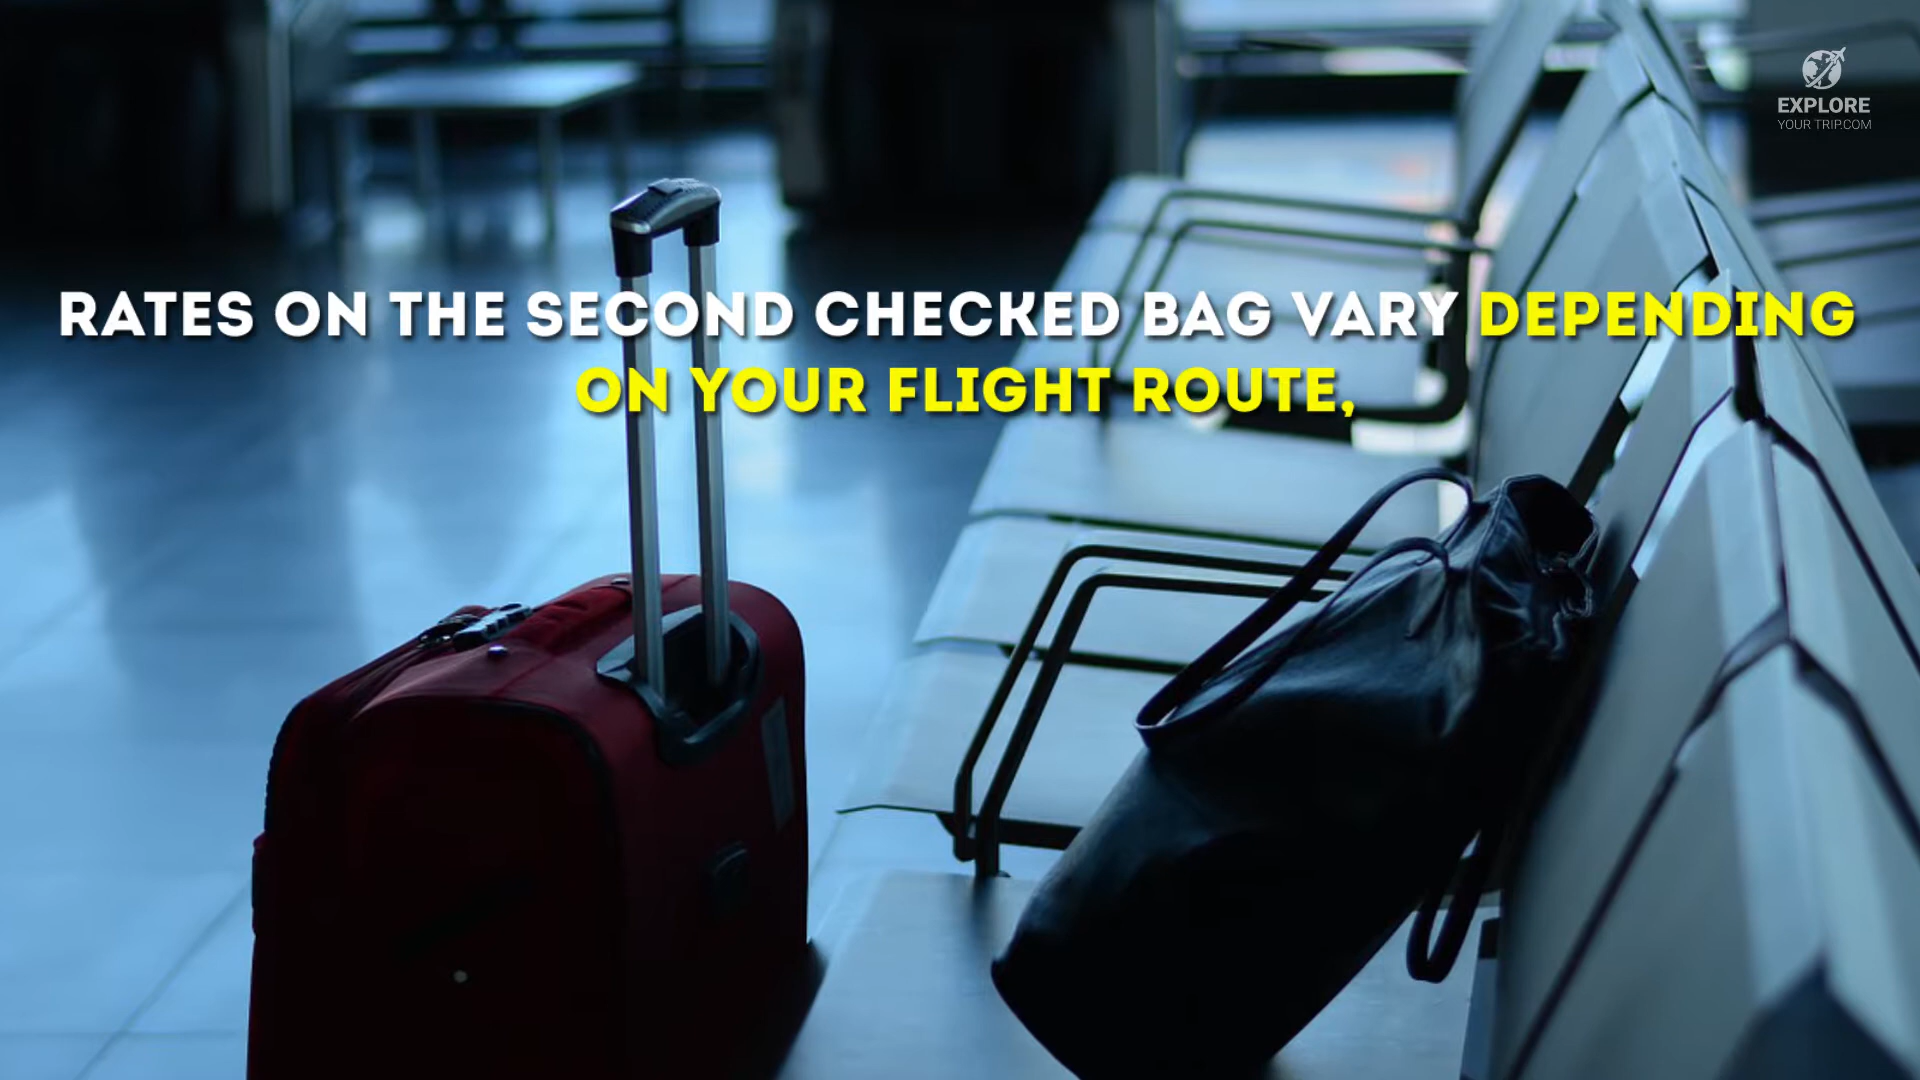 EXPLORE
YOUR TRIP.COM
RATES ON THE SECOND CHECKED BAG VARY DEPENDING
ON YOUR FLIGHT ROUTE,